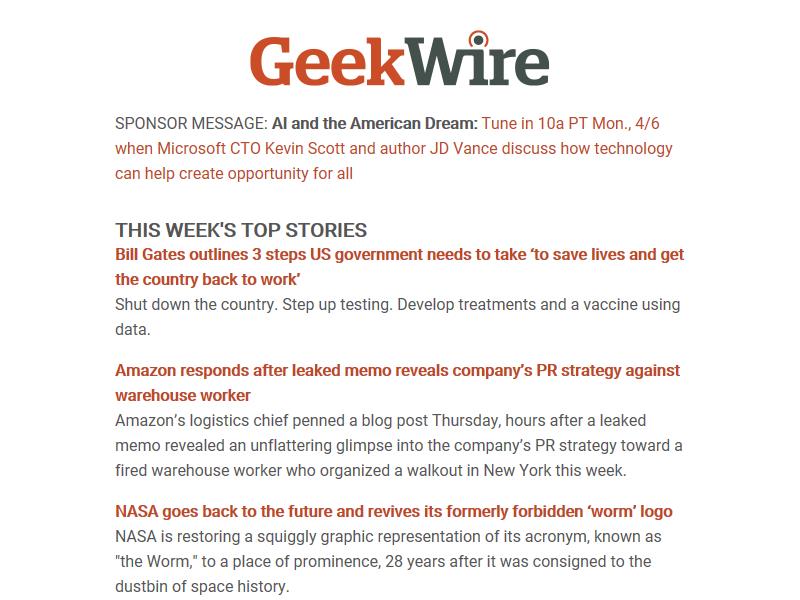 GeekWire
SPONSOR MESSAGE: AI and the American Dream: Tune in 10a PT Mon., 4/6
when Microsoft CTO Kevin Scott and author JD Vance discuss how technology
can help create opportunity for all
THIS WEEK'S TOP STORIES
Bill Gates outlines 3 steps US government needs to take ‘to save lives and get
the country back to work’
Shut down the country. Step up testing. Develop treatments and a vaccine using
data.
Amazon responds after leaked memo reveals company’s PR strategy against
warehouse worker
Amazon’s logistics chief penned a blog post Thursday, hours after a leaked
memo revealed an unflattering glimpse into the company’s PR strategy toward a
fired warehouse worker who organized a walkout in New York this week.
NASA goes back to the future and revives its formerly forbidden ‘worm’ logo
NASA is restoring a squiggly graphic representation of its acronym, known as
"the Worm," to a place of prominence, 28 years after it was consigned to the
dustbin of space history.